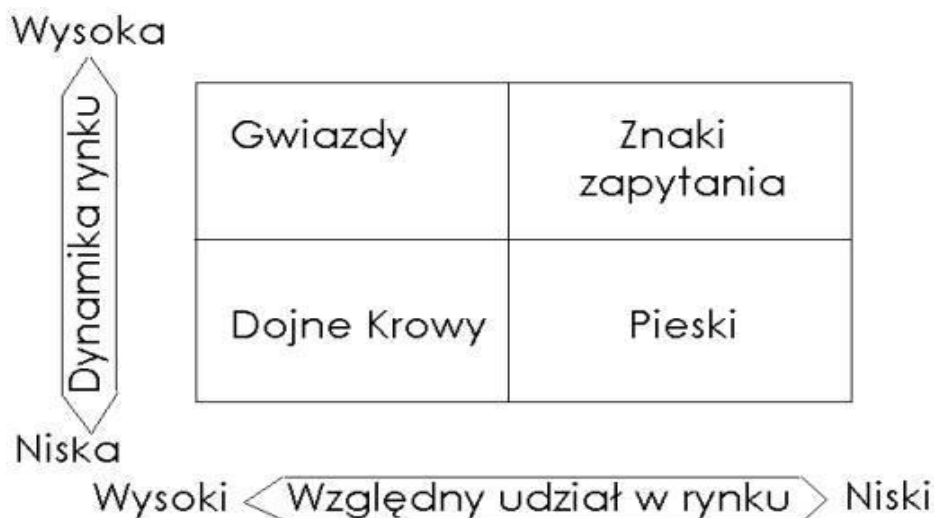 Wysoka
Dynamika rynku
Gwiazdy
Znaki
zapytania
Dojne Krowy
Pieski
Niska
Wysoki
Względny udział w rynku
Niski